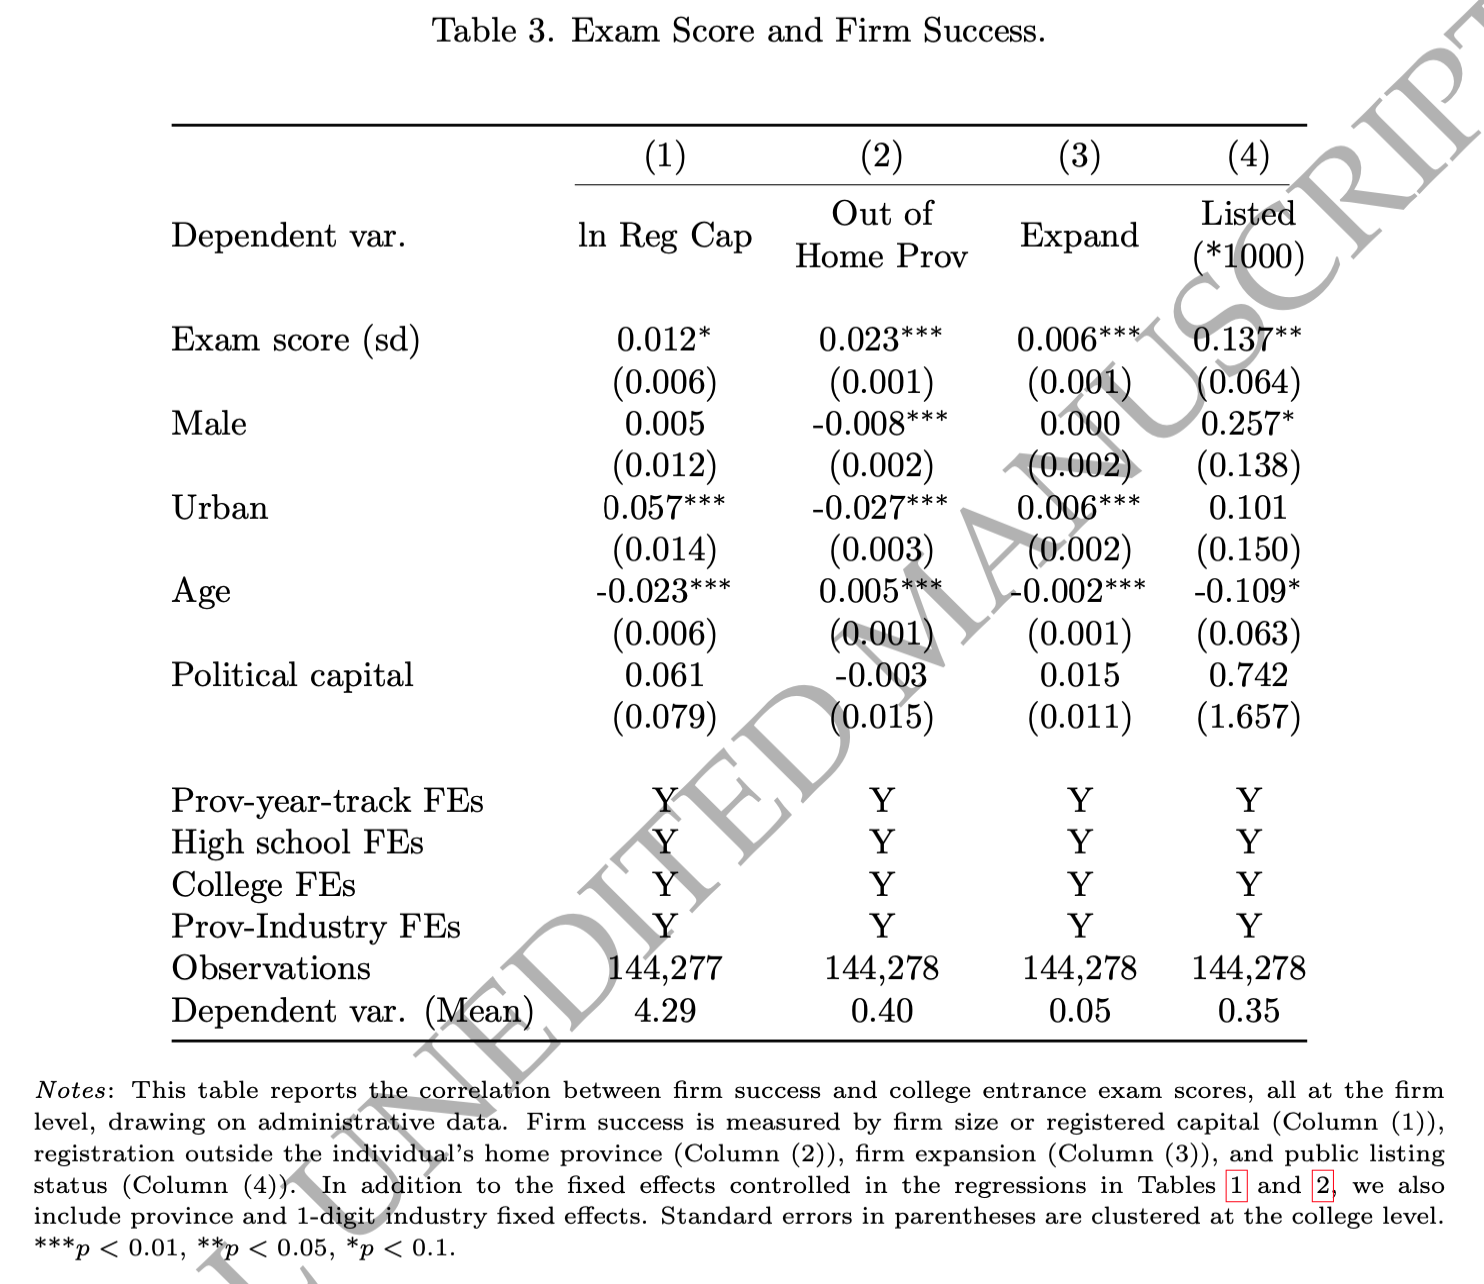 Table 3. Exam Score and Firm Success.
(1) (2) (3) (4)
Dependent var. ln Reg Cap Out of Home Prov Expand Listed (*1000)
Exam score (sd) 0.012* 0.023*** 0.006*** 0.137**
(0.006) (0.001) (0.001) (0.064)
Male 0.005 -0.008*** 0.000 0.257*
(0.012) (0.002) (0.002) (0.138)
Urban 0.057*** -0.027*** 0.006*** 0.101
(0.014) (0.003) (0.002) (0.150)
Age -0.023*** 0.005*** -0.002*** -0.109*
(0.006) (0.001) (0.001) (0.063)
Political capital 0.061 -0.003 0.015 0.742
(0.079) (0.015) (0.011) (1.657)
Prov-year-track FEs Y Y Y Y
High school FEs Y Y Y Y
College FEs Y Y Y Y
Prov-Industry FEs Y Y Y Y
Observations 144,277 144,278 144,278 144,278
Dependent var. (Mean) 4.29 0.40 0.05 0.35
Notes: This table reports the correlation between firm success and college entrance exam scores, all at the firm
level, drawing on administrative data. Firm success is measured by firm size or registered capital (Column (1)),
registration outside the individual's home province (Column (2)), firm expansion (Column (3)), and public listing
status (Column (4)). In addition to the fixed effects controlled in the regressions in Tables 1 and 2, we also
include province and 1-digit industry fixed effects. Standard errors in parentheses are clustered at the college level.
***p < 0.01, **p < 0.05, *p < 0.1.
L UNEDITED MANUSCRIPT